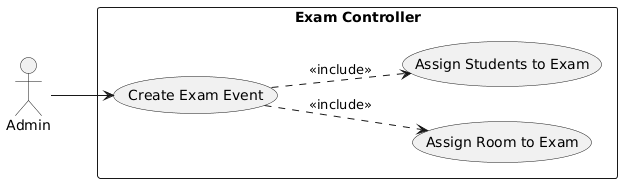 Exam Controller
Assign Students to Exam
«include»
Create Exam Event
«include»
Admin
Assign Room to Exam